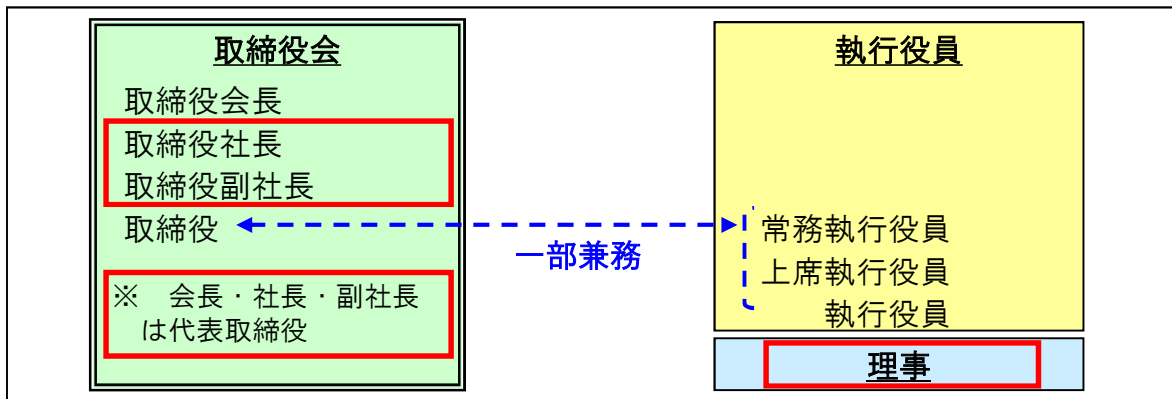 取締役会
取締役会長
取締役社長
取締役副社長
取締役
※　会長・社長・副社長
は代表取締役
一部兼務
執行役員
常務執行役員
上席執行役員
執行役員
理事